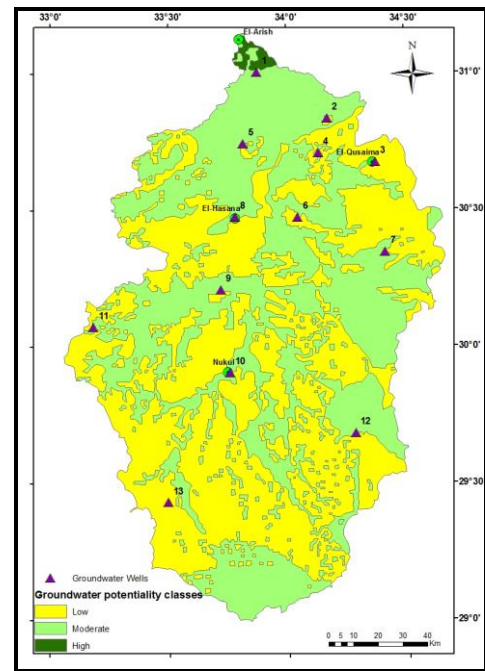 33°0' 33°30' 34°0' 34°30'
El-Arish
N
31°0'
1
2
5
4
El-Qusaima 3
30°30'
El-Hasana 8
6
7
9
11
30°0'
Nukul 10
12
29°30'
13
Groundwater Wells
Groundwater potentiality classes
Low
Moderate
High
29°0'
0 5 10 20 30 40
Km